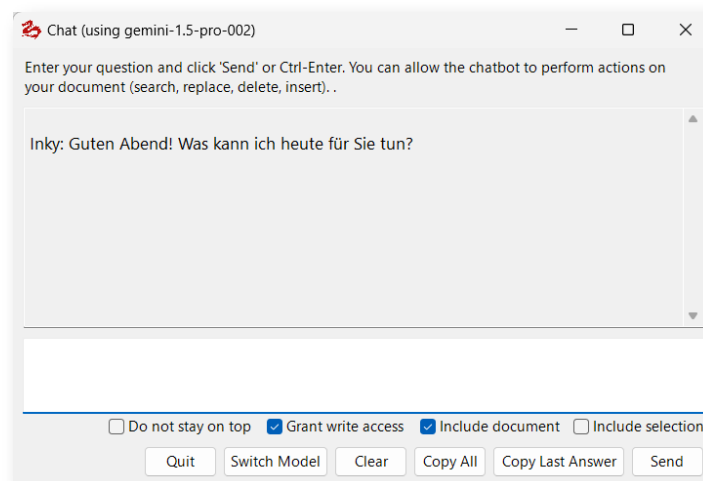 Chat (using gemini-1.5-pro-002)
Enter your question and click 'Send' or Ctrl-Enter. You can allow the chatbot to perform actions on
your document (search, replace, delete, insert). .
Inky: Guten Abend! Was kann ich heute für Sie tun?
Do not stay on top Grant write access Include document Include selection
Quit Switch Model Clear Copy All Copy Last Answer Send